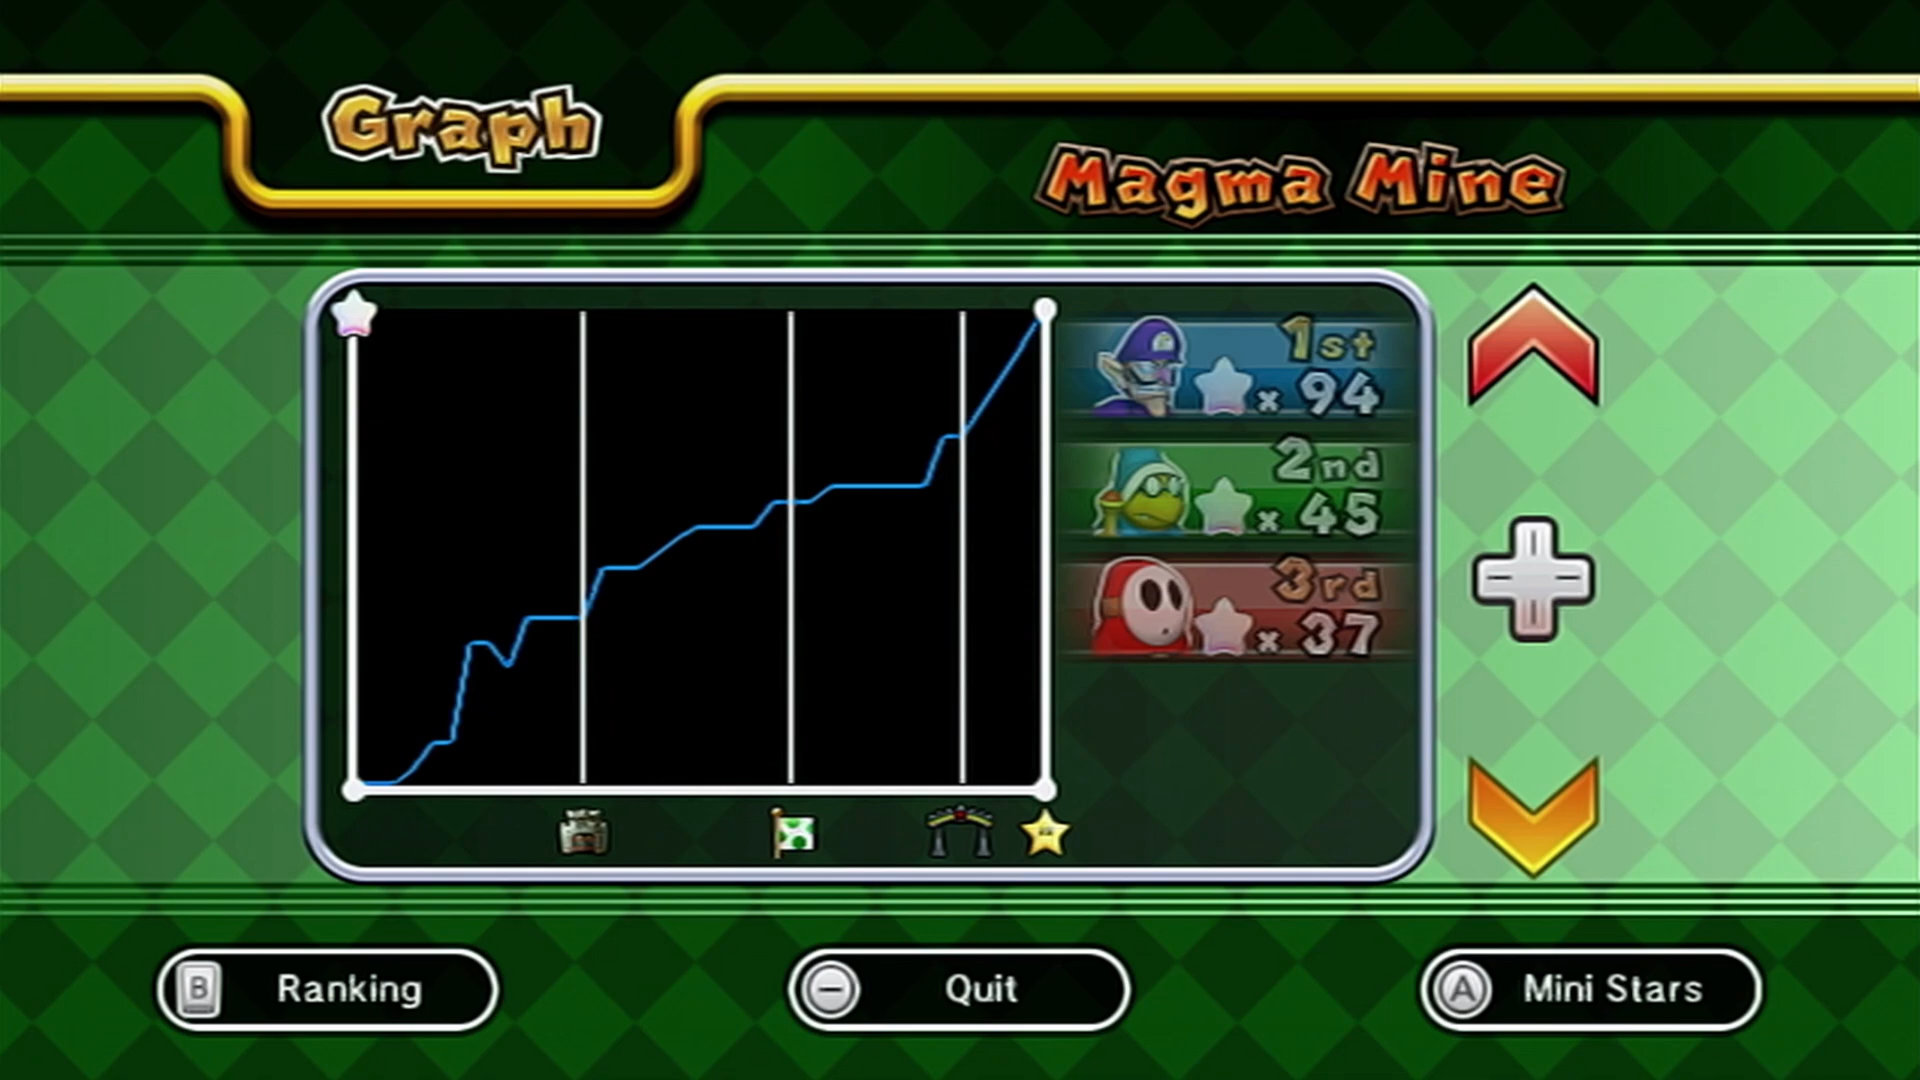 Graph
Magma Mine
1st
× 94
2nd
× 45
3rd
× 37
B Ranking
− Quit
A Mini Stars